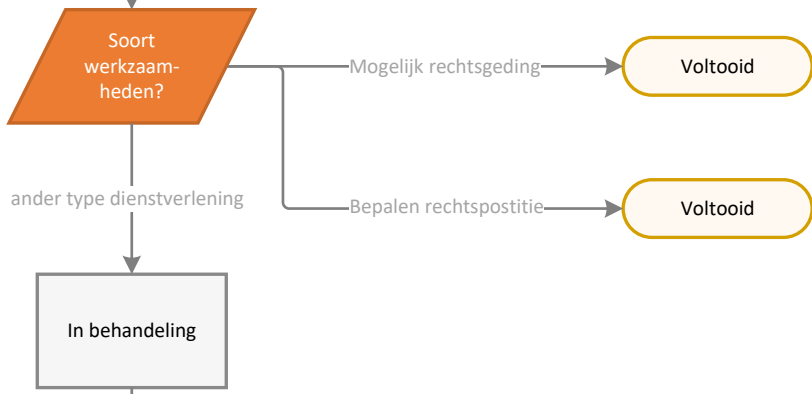 Soort
werkzaam-
heden?
Mogelijk rechtsgeding
Voltooid
ander type dienstverlening
Bepalen rechtspostitie
Voltooid
In behandeling